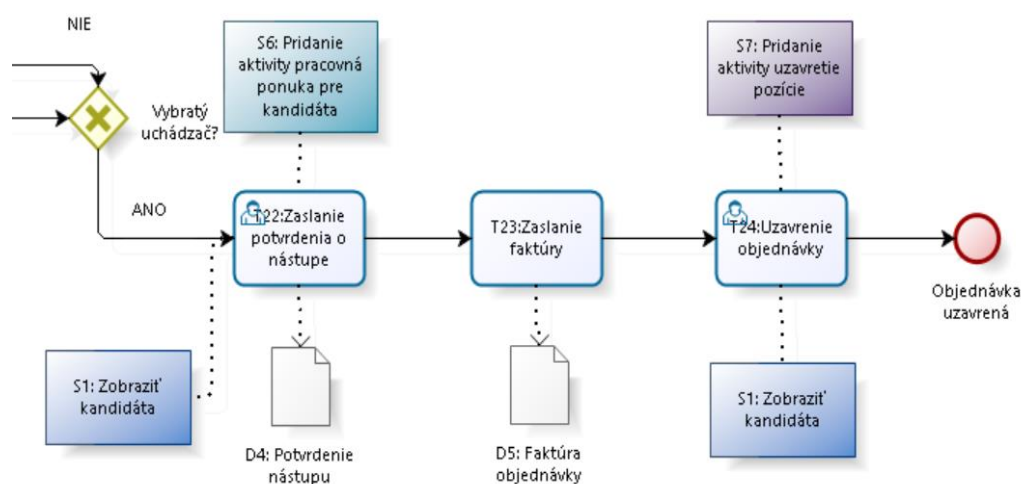 NIE
Vybratý
uchádzač?
ANO
S6: Pridanie
aktivity pracovná
ponuka pre
kandidáta
S7: Pridanie
aktivity uzavretie
pozície
T22:Zaslanie
potvrdenia o
nástupe
T23:Zaslanie
faktúry
T24:Uzavrenie
objednávky
Objednávka
uzavrená
S1: Zobraziť
kandidáta
D4: Potvrdenie
nástupu
D5: Faktúra
objednávky
S1: Zobraziť
kandidáta